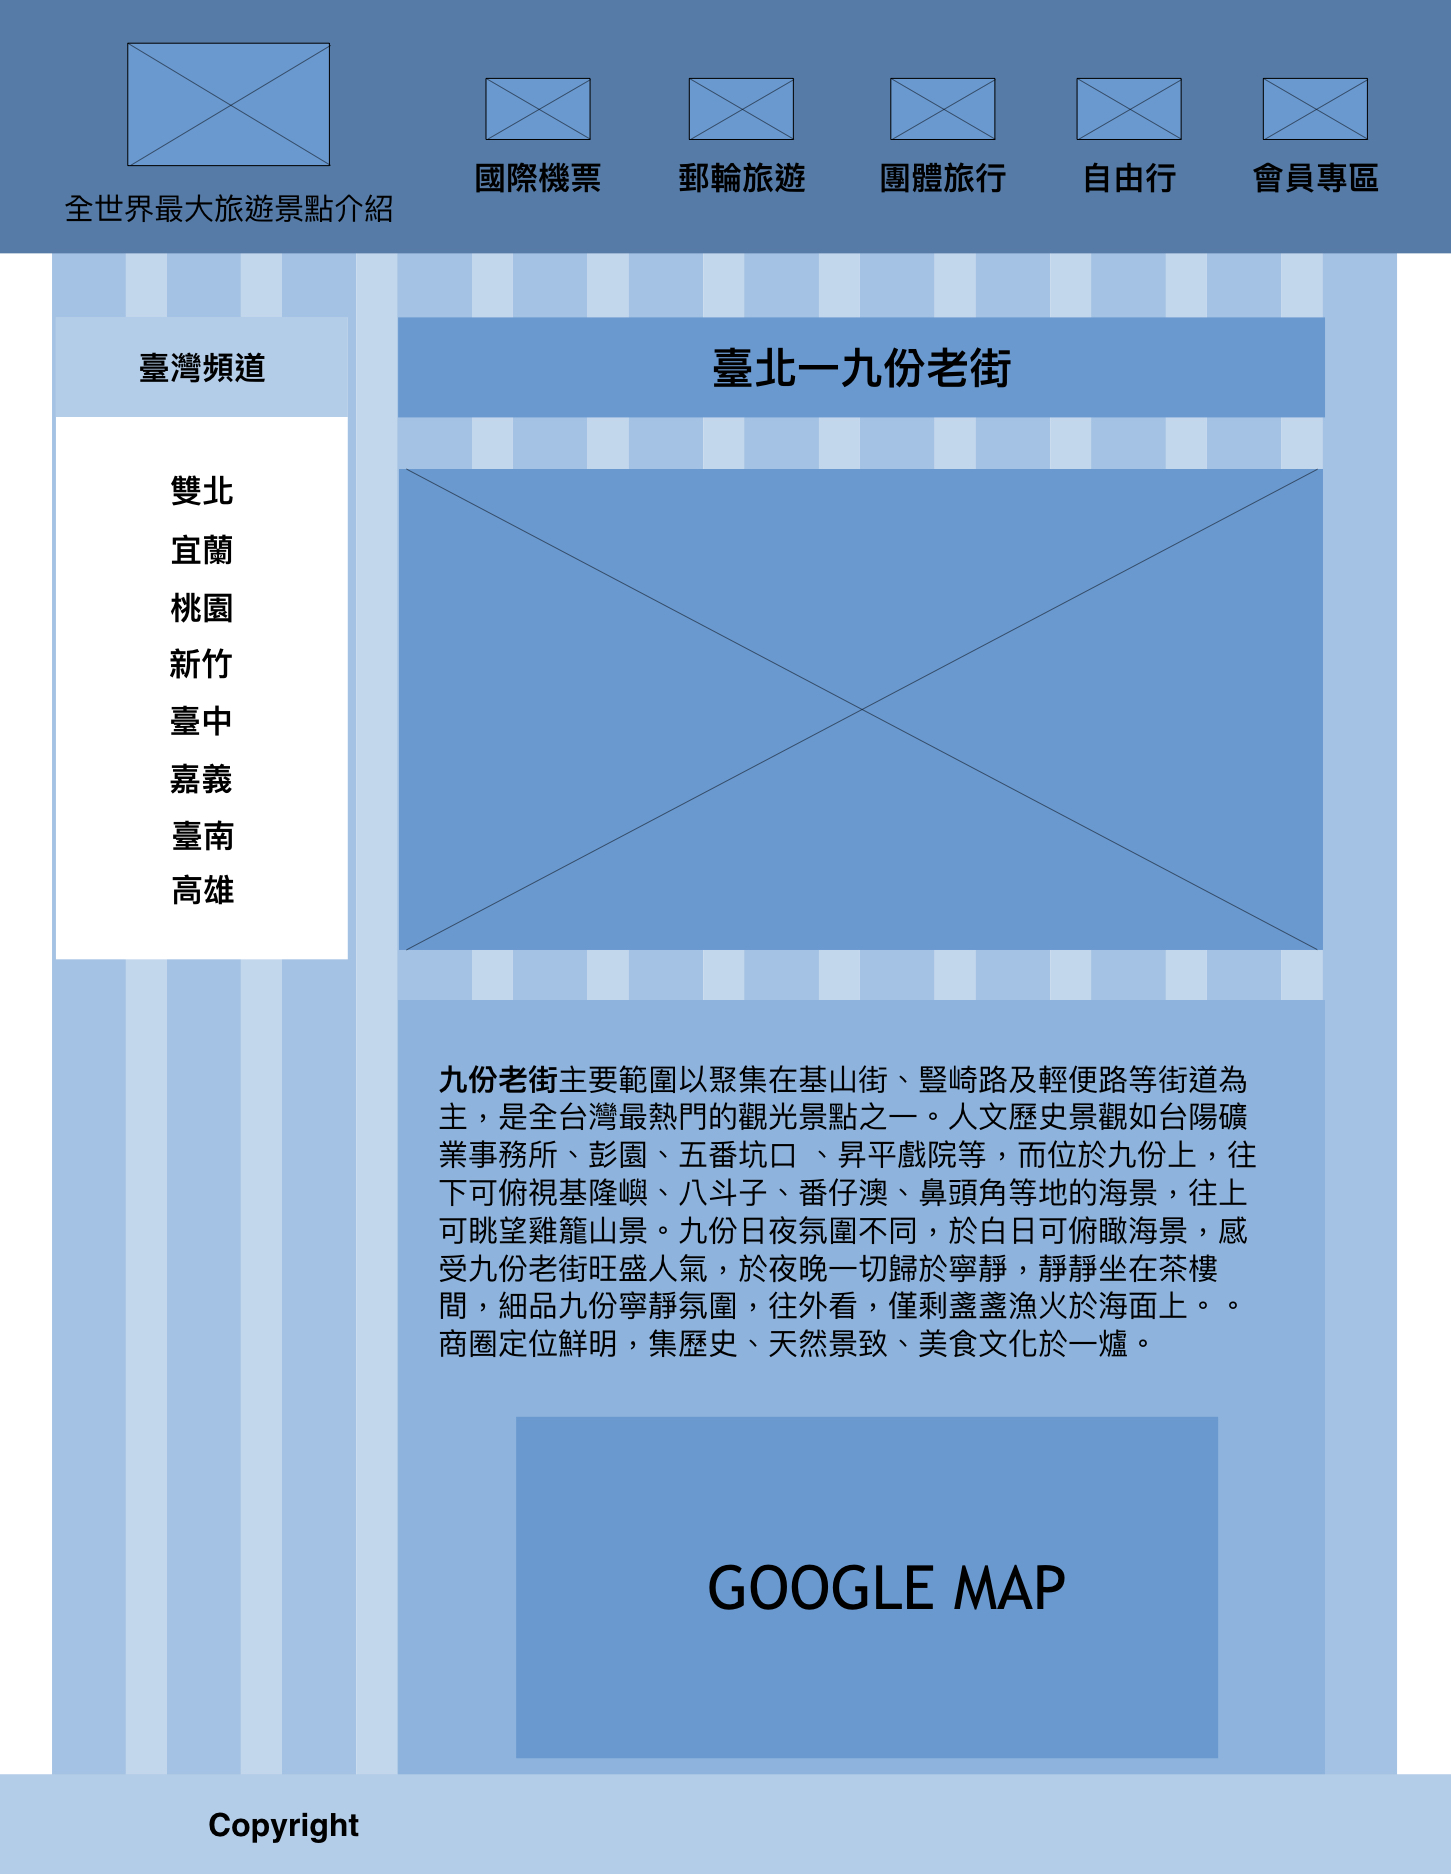 全世界最大旅遊景點介紹
國際機票
郵輪旅遊
團體旅行
自由行
會員專區
臺灣頻道
雙北
宜蘭
桃園
新竹
臺中
嘉義
臺南
高雄
臺北一九份老街
九份老街主要範圍以聚集在基山街、豎崎路及輕便路等街道為
主，是全台灣最熱門的觀光景點之一。人文歷史景觀如台陽礦
業事務所、彭園、五番坑口 、昇平戲院等，而位於九份上，往
下可俯視基隆嶼、八斗子、番仔澳、鼻頭角等地的海景，往上
可眺望雞籠山景。九份日夜氛圍不同，於白日可俯瞰海景，感
受九份老街旺盛人氣，於夜晚一切歸於寧靜，靜靜坐在茶樓
間，細品九份寧靜氛圍，往外看，僅剩盞盞漁火於海面上。。
商圈定位鮮明，集歷史、天然景致、美食文化於一爐。
GOOGLE MAP
Copyright